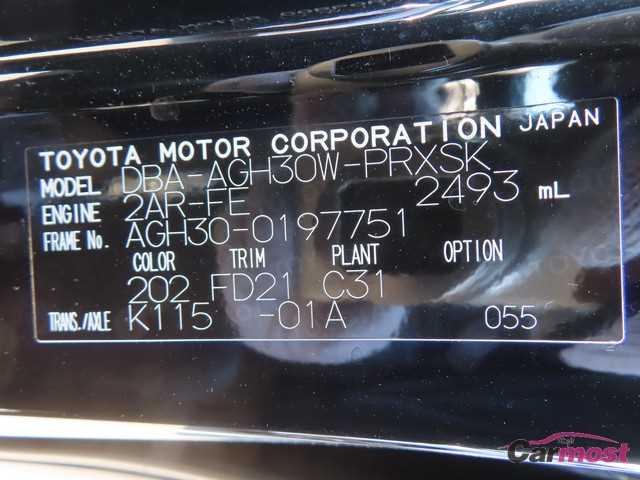 TOYOTA MOTOR CORPORATION JAPAN
MODEL DBA-AGH30W-PRXSK
ENGINE 2AR-FE 2493 mL
FRAME No. AGH30-0197751
COLOR TRIM PLANT OPTION
202 FD21 C31
TRANS./AXLE K115 -01A 055
Carmost